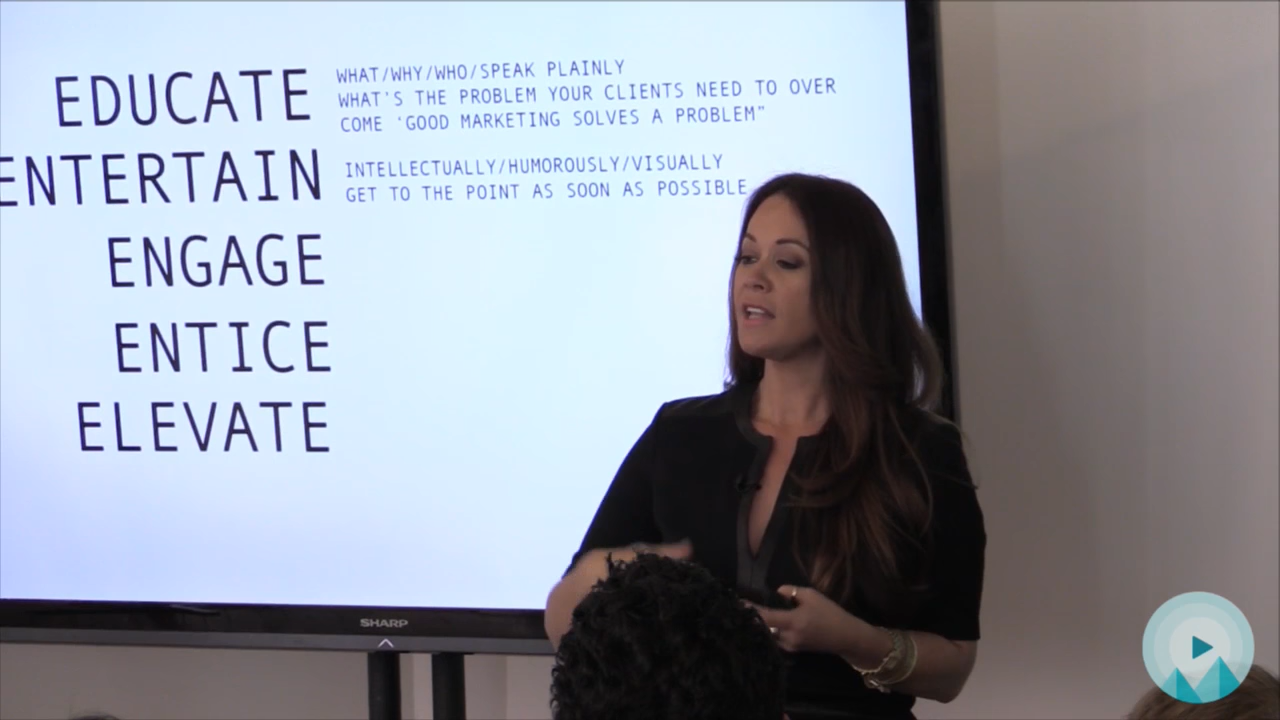 EDUCATE
WHAT/WHY/WHO/SPEAK PLAINLY
WHAT'S THE PROBLEM YOUR CLIENTS NEED TO OVER
COME 'GOOD MARKETING SOLVES A PROBLEM"
ENTERTAIN
INTELLECTUALLY/HUMOROUSLY/VISUALLY
GET TO THE POINT AS SOON AS POSSIBLE
ENGAGE
ENTICE
ELEVATE
SHARP